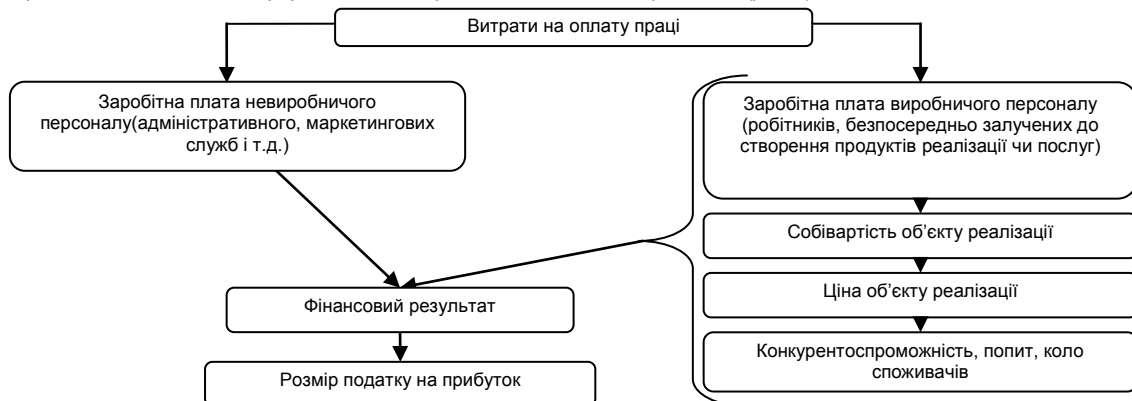 Витрати на оплату праці
Заробітна плата невиробничого
персоналу(адміністративного, маркетингових
служб і т.д.)
Заробітна плата виробничого персоналу
(робітників, безпосередньо залучених до
створення продуктів реалізації чи послуг)
Собівартість об’єкту реалізації
Ціна об’єкту реалізації
Конкурентоспроможність, попит, коло
споживачів
Фінансовий результат
Розмір податку на прибуток